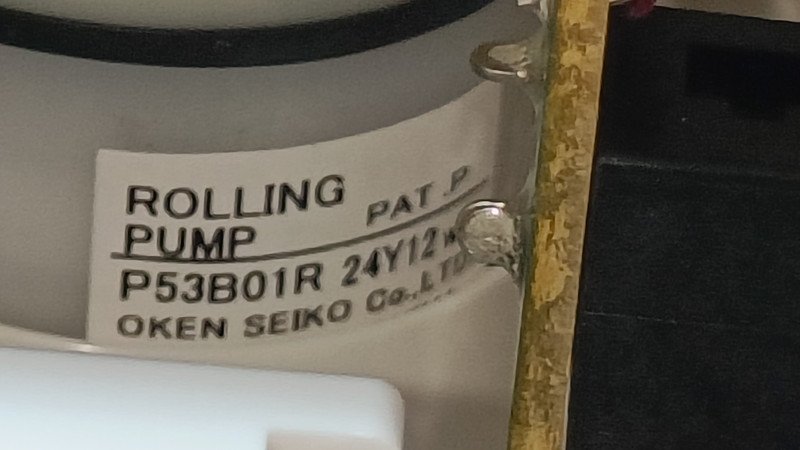 ROLLING
PUMP PAT.P
P53B01R 24Y12
OKEN SEIKO Co.,LTD